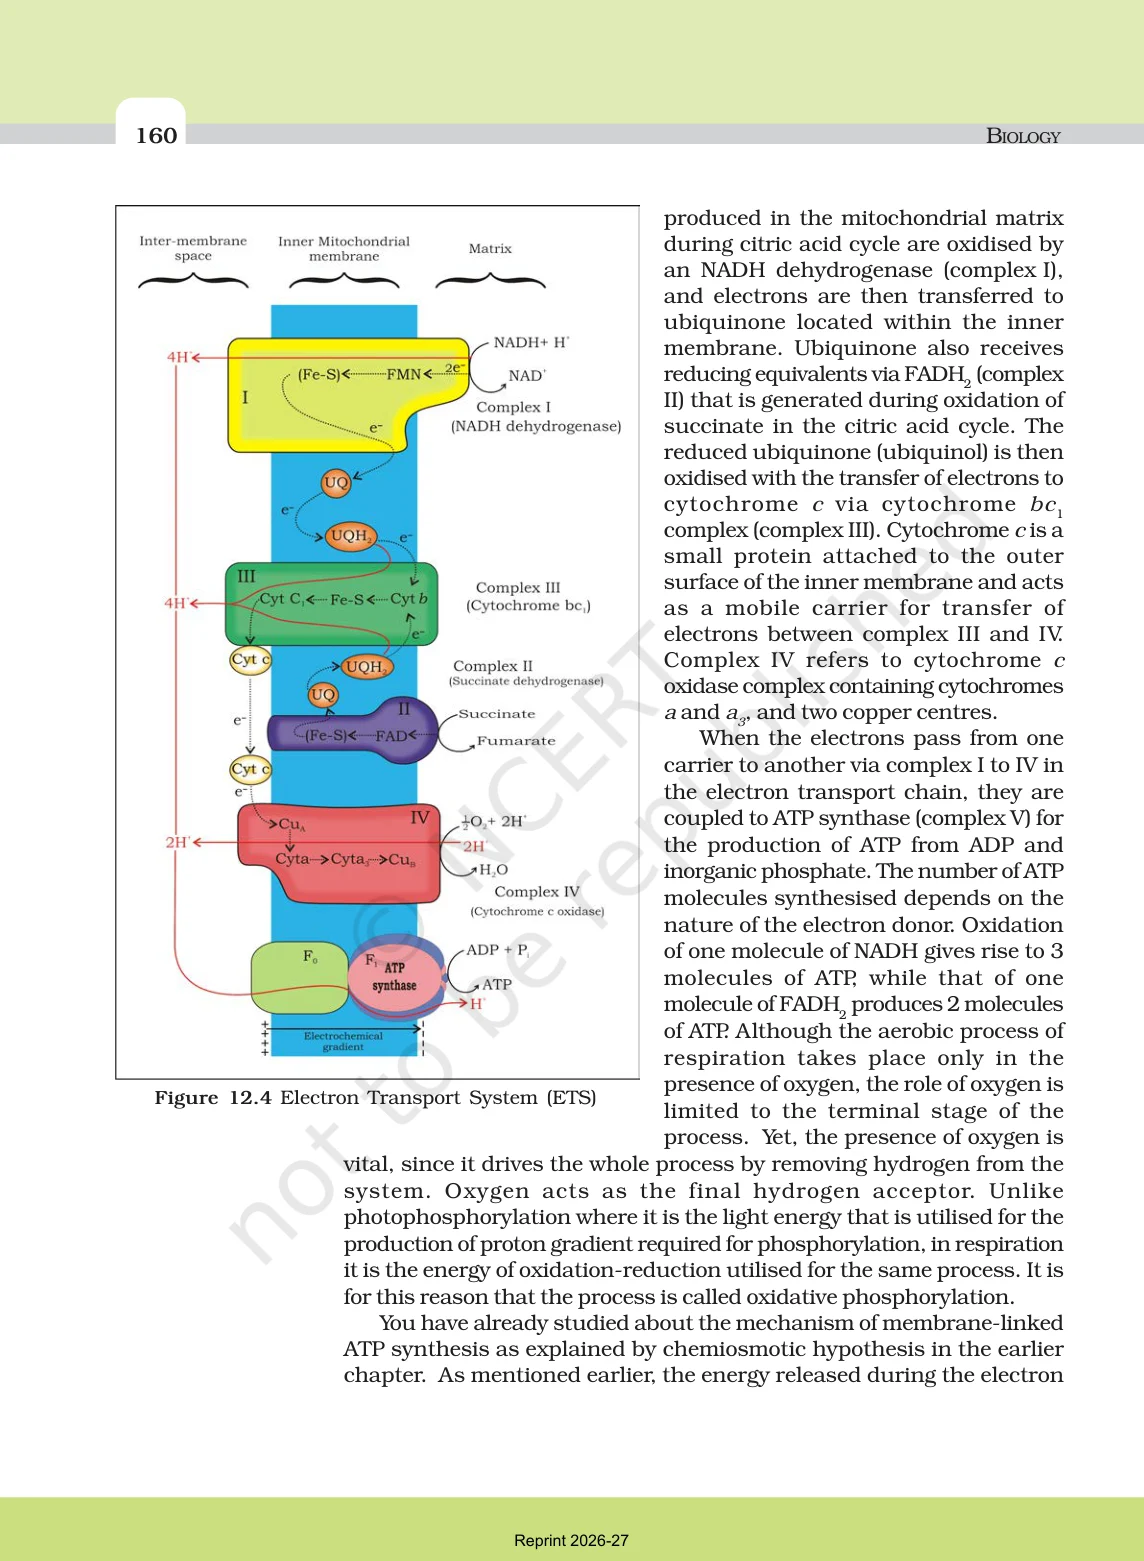 160
BIOLOGY
Inter-membrane
space
Inner Mitochondrial
membrane
Matrix
4H⁺
NADH+ H⁺
(Fe-S)
FMN
2e⁻
NAD⁺
I
e⁻
Complex I
(NADH dehydrogenase)
UQ
e⁻
UQH₂
e⁻
III
4H⁺
Cyt C₁
Fe-S
Cyt b
Complex III
(Cytochrome bc₁)
e⁻
Cyt c
UQH₂
Complex II
(Succinate dehydrogenase)
UQ
e⁻
II
Succinate
(Fe-S)
FAD
Fumarate
Cyt c
e⁻
IV
½O₂+ 2H⁺
Cu_A
2H⁺
2H⁺
Cyta
Cyta₃
Cu_B
H₂O
Complex IV
(Cytochrome c oxidase)
F₀
F₁
ATP
synthase
ADP + Pᵢ
ATP
H⁺
+
+
+
+
Electrochemical
gradient
Figure 12.4 Electron Transport System (ETS)
produced in the mitochondrial matrix
during citric acid cycle are oxidised by
an NADH dehydrogenase (complex I),
and electrons are then transferred to
ubiquinone located within the inner
membrane. Ubiquinone also receives
reducing equivalents via FADH₂ (complex
II) that is generated during oxidation of
succinate in the citric acid cycle. The
reduced ubiquinone (ubiquinol) is then
oxidised with the transfer of electrons to
cytochrome c via cytochrome bc₁
complex (complex III). Cytochrome c is a
small protein attached to the outer
surface of the inner membrane and acts
as a mobile carrier for transfer of
electrons between complex III and IV.
Complex IV refers to cytochrome c
oxidase complex containing cytochromes
a and a₃, and two copper centres.
When the electrons pass from one
carrier to another via complex I to IV in
the electron transport chain, they are
coupled to ATP synthase (complex V) for
the production of ATP from ADP and
inorganic phosphate. The number of ATP
molecules synthesised depends on the
nature of the electron donor. Oxidation
of one molecule of NADH gives rise to 3
molecules of ATP, while that of one
molecule of FADH₂ produces 2 molecules
of ATP. Although the aerobic process of
respiration takes place only in the
presence of oxygen, the role of oxygen is
limited to the terminal stage of the
process. Yet, the presence of oxygen is
vital, since it drives the whole process by removing hydrogen from the
system. Oxygen acts as the final hydrogen acceptor. Unlike
photophosphorylation where it is the light energy that is utilised for the
production of proton gradient required for phosphorylation, in respiration
it is the energy of oxidation-reduction utilised for the same process. It is
for this reason that the process is called oxidative phosphorylation.
You have already studied about the mechanism of membrane-linked
ATP synthesis as explained by chemiosmotic hypothesis in the earlier
chapter. As mentioned earlier, the energy released during the electron
© NCERT
not to be republished
Reprint 2026-27